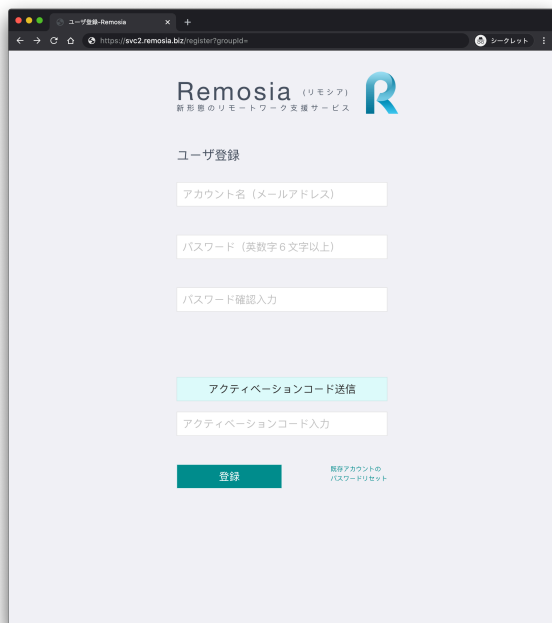 ユーザ登録-Remosia
https://svc2.remosia.biz/register?groupId=
シークレット
Remosia (リモシア)
新形態のリモートワーク支援サービス
ユーザ登録
アカウント名（メールアドレス）
パスワード（英数字６文字以上）
パスワード確認入力
アクティベーションコード送信
アクティベーションコード入力
登録
既存アカウントの
パスワードリセット